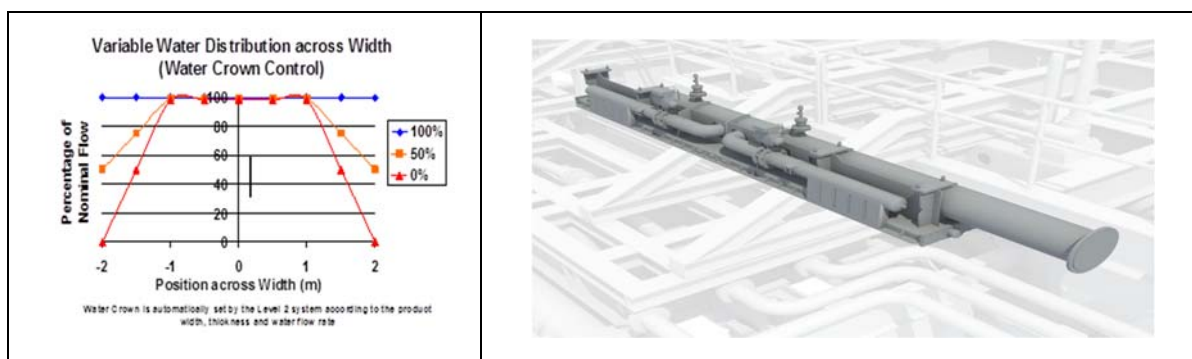 Variable Water Distribution across Width
(Water Crown Control)
Percentage of
Nominal Flow
100
80
60
40
20
0
-2 -1 0 1 2
Position across Width (m)
100%
50%
0%
Water Crown is automatically set by the Level 2 system according to the product
width, thickness and water flow rate